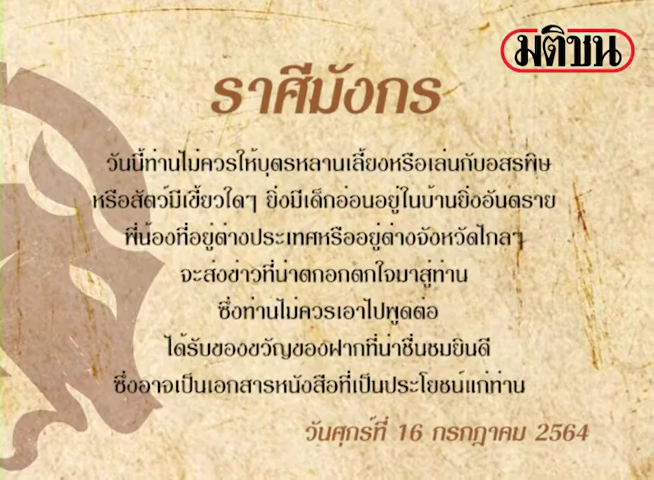 มติชน
ราศีมังกร
วันนี้ท่านไม่ควรให้บุตรหลานเลี้ยงหรือเล่นกับอสรพิษ
หรือสัตว์มีเขี้ยวใดๆ ยิ่งมีเด็กอ่อนอยู่ในบ้านยิ่งอันตราย
พี่น้องที่อยู่ต่างประเทศหรืออยู่ต่างจังหวัดไกลๆ
จะส่งข่าวที่น่าตกอกตกใจมาสู่ท่าน
ซึ่งท่านไม่ควรเอาไปพูดต่อ
ได้รับของขวัญของฝากที่น่าชื่นชมยินดี
ซึ่งอาจเป็นเอกสารหนังสือที่เป็นประโยชน์แก่ท่าน
วันศุกร์ที่ 16 กรกฎาคม 2564